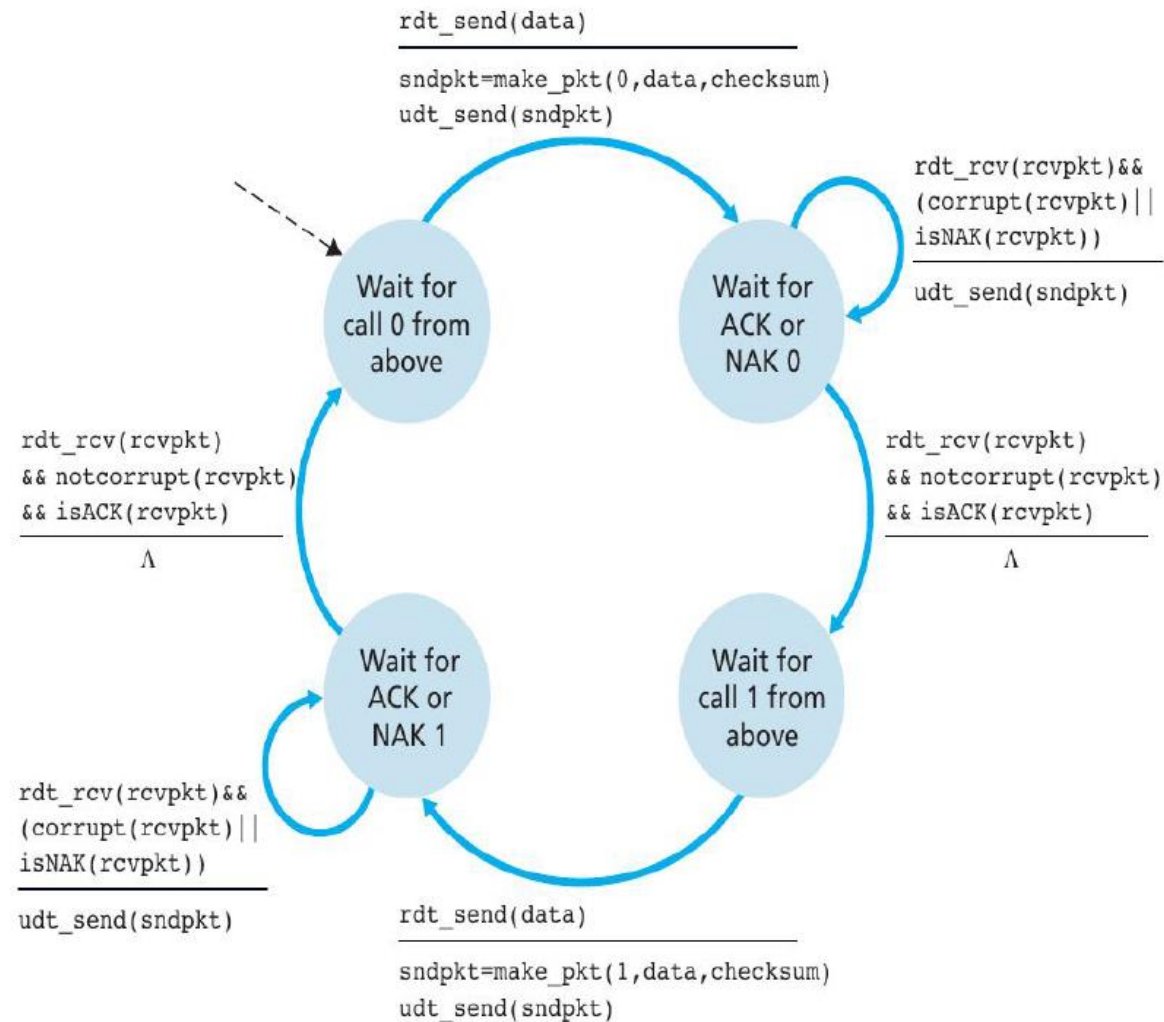 rdt_send(data)
sndpkt=make_pkt(0,data,checksum)
udt_send(sndpkt)
rdt_rcv(rcvpkt)&&
(corrupt(rcvpkt)||
isNAK(rcvpkt))
udt_send(sndpkt)
Wait for
call 0 from
above
Wait for
ACK or
NAK 0
rdt_rcv(rcvpkt)
&& notcorrupt(rcvpkt)
&& isACK(rcvpkt)
Λ
rdt_rcv(rcvpkt)
&& notcorrupt(rcvpkt)
&& isACK(rcvpkt)
Λ
Wait for
ACK or
NAK 1
Wait for
call 1 from
above
rdt_rcv(rcvpkt)&&
(corrupt(rcvpkt)||
isNAK(rcvpkt))
udt_send(sndpkt)
rdt_send(data)
sndpkt=make_pkt(1,data,checksum)
udt_send(sndpkt)